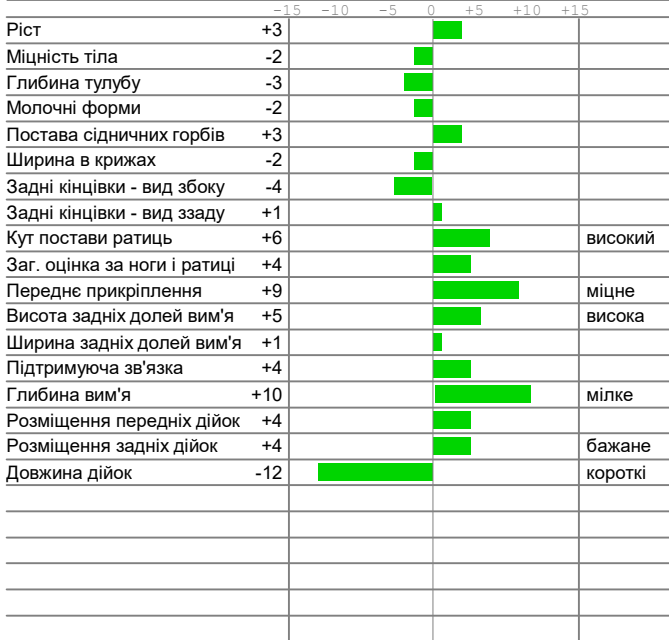 -15 -10 -5 0 +5 +10 +15
Ріст +3
Міцність тіла -2
Глибина тулубу -3
Молочні форми -2
Постава сідничних горбів +3
Ширина в крижах -2
Задні кінцівки - вид збоку -4
Задні кінцівки - вид ззаду +1
Кут постави ратиць +6 високий
Заг. оцінка за ноги і ратиці +4
Переднє прикріплення +9 міцне
Висота задніх долей вим'я +5 висока
Ширина задніх долей вим'я +1
Підтримуюча зв'язка +4
Глибина вим'я +10 мілке
Розміщення передніх дійок +4
Розміщення задніх дійок +4 бажане
Довжина дійок -12 короткі